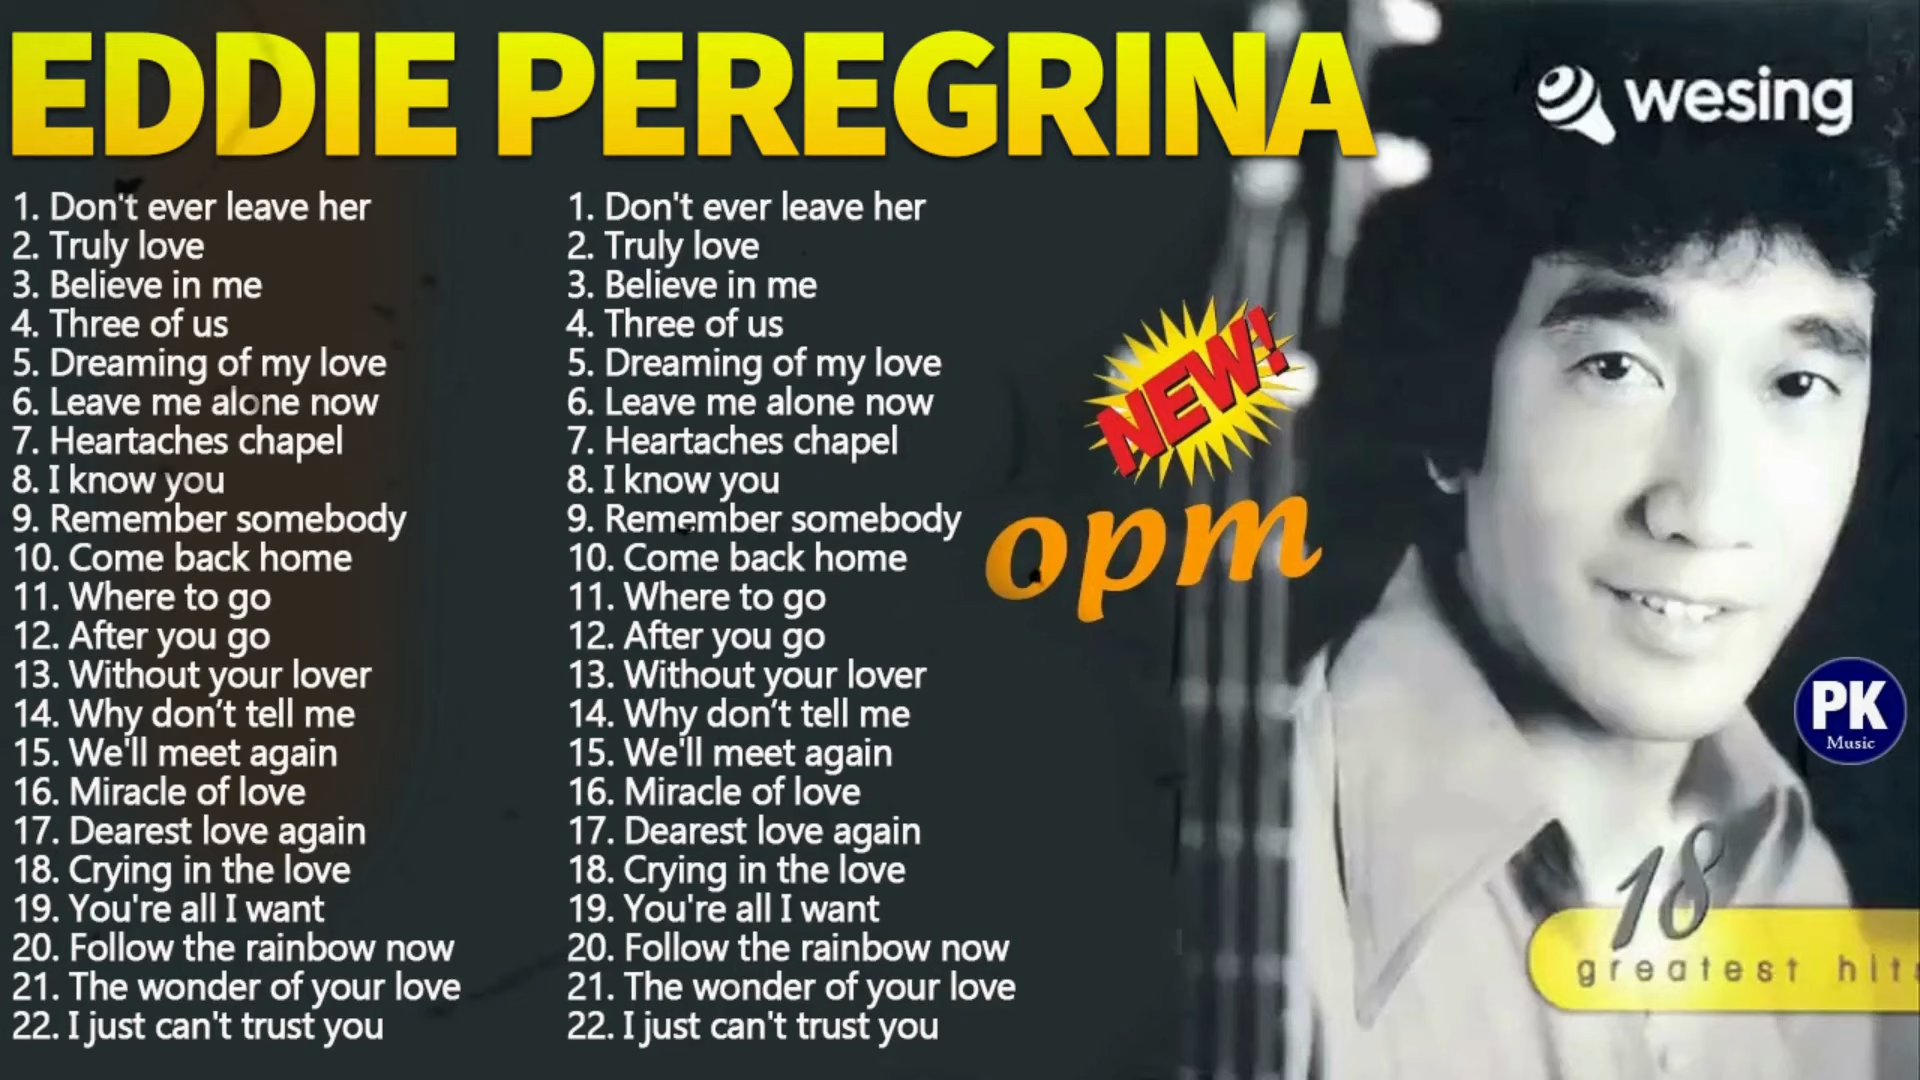 EDDIE PEREGRINA
wesing
1. Don't ever leave her
2. Truly love
3. Believe in me
4. Three of us
5. Dreaming of my love
6. Leave me alone now
7. Heartaches chapel
8. I know you
9. Remember somebody
10. Come back home
11. Where to go
12. After you go
13. Without your lover
14. Why don’t tell me
15. We'll meet again
16. Miracle of love
17. Dearest love again
18. Crying in the love
19. You're all I want
20. Follow the rainbow now
21. The wonder of your love
22. I just can't trust you
1. Don't ever leave her
2. Truly love
3. Believe in me
4. Three of us
5. Dreaming of my love
6. Leave me alone now
7. Heartaches chapel
8. I know you
9. Remember somebody
10. Come back home
11. Where to go
12. After you go
13. Without your lover
14. Why don’t tell me
15. We'll meet again
16. Miracle of love
17. Dearest love again
18. Crying in the love
19. You're all I want
20. Follow the rainbow now
21. The wonder of your love
22. I just can't trust you
NEW!
opm
PK
Music
18
greatest hits